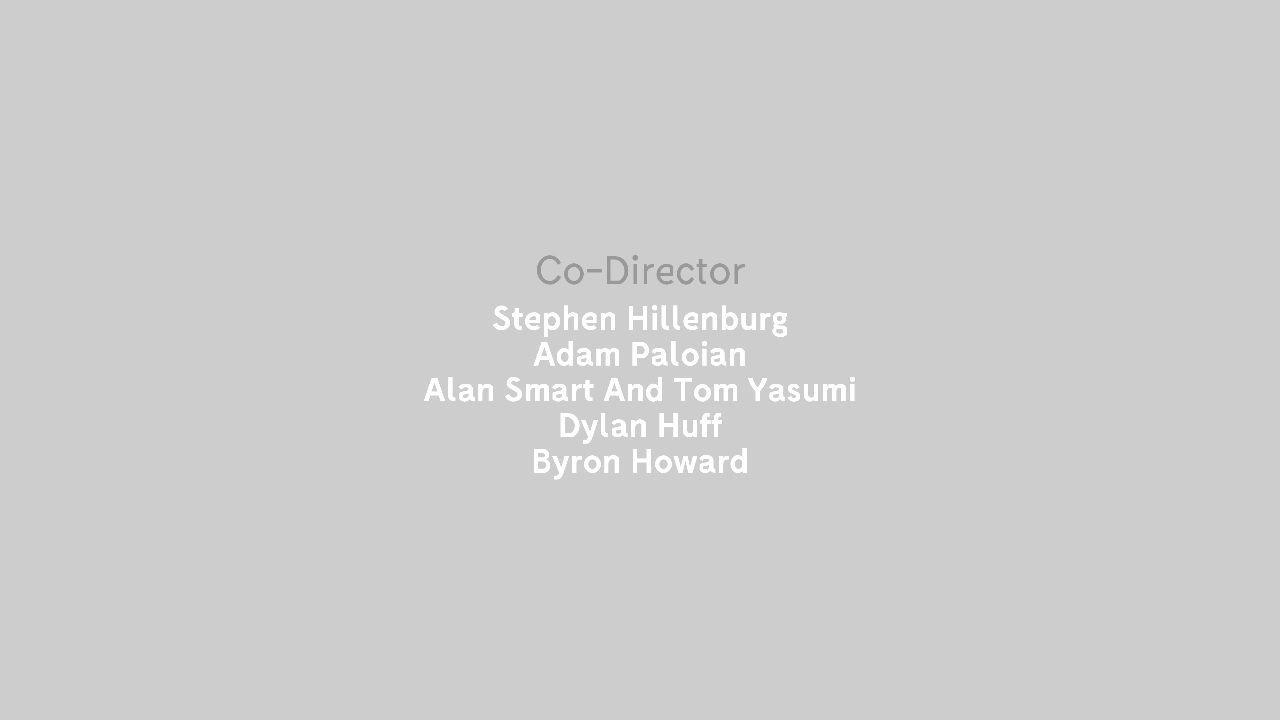 Co-Director
Stephen Hillenburg
Adam Paloian
Alan Smart And Tom Yasumi
Dylan Huff
Byron Howard